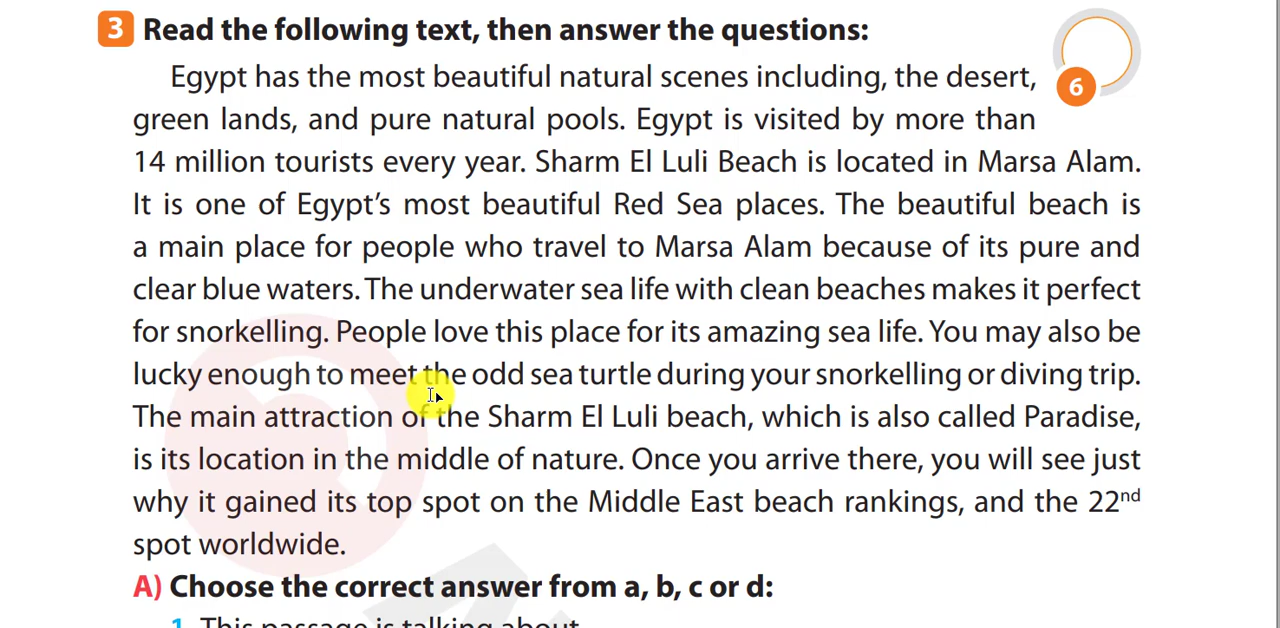 3 Read the following text, then answer the questions:
6
Egypt has the most beautiful natural scenes including, the desert,
green lands, and pure natural pools. Egypt is visited by more than
14 million tourists every year. Sharm El Luli Beach is located in Marsa Alam.
It is one of Egypt's most beautiful Red Sea places. The beautiful beach is
a main place for people who travel to Marsa Alam because of its pure and
clear blue waters. The underwater sea life with clean beaches makes it perfect
for snorkelling. People love this place for its amazing sea life. You may also be
lucky enough to meet the odd sea turtle during your snorkelling or diving trip.
The main attraction of the Sharm El Luli beach, which is also called Paradise,
is its location in the middle of nature. Once you arrive there, you will see just
why it gained its top spot on the Middle East beach rankings, and the 22nd
spot worldwide.
A) Choose the correct answer from a, b, c or d:
1. This passage is talking about